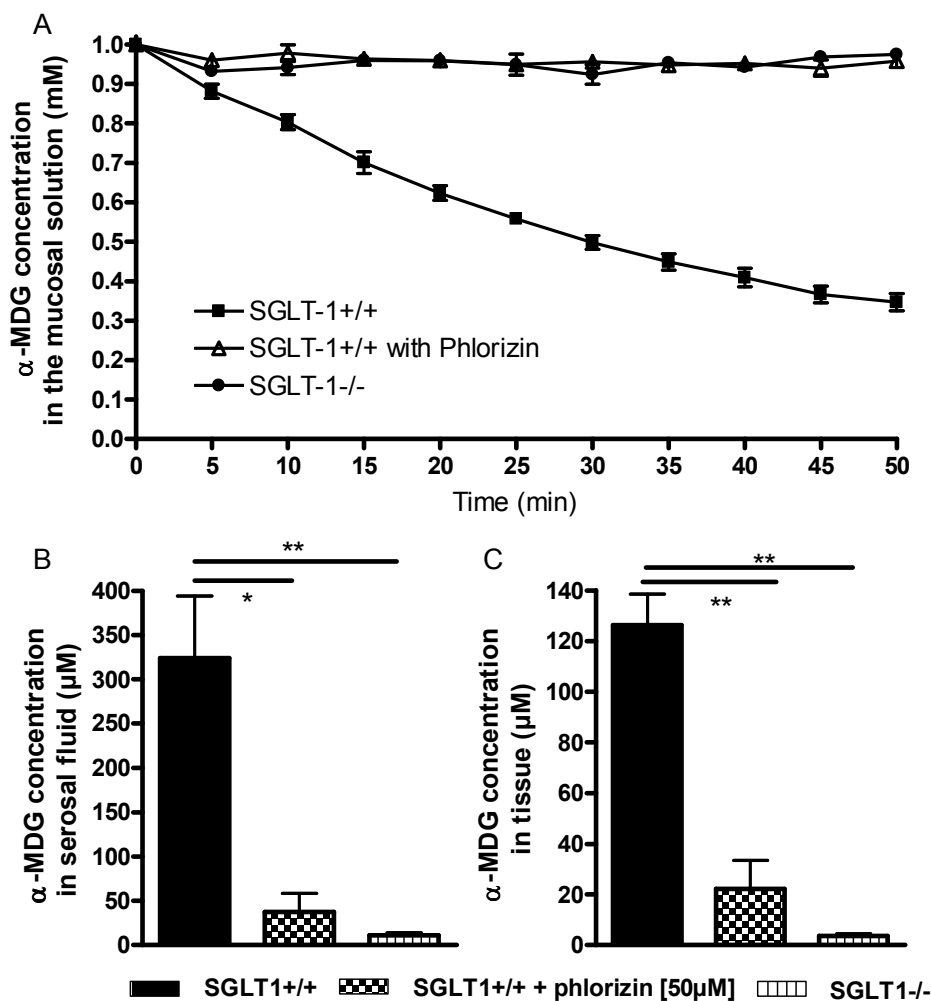 A
α-MDG concentration
in the mucosal solution (mM)
1.0
0.9
0.8
0.7
0.6
0.5
0.4
0.3
0.2
0.1
0.0
SGLT-1+/+
SGLT-1+/+ with Phlorizin
SGLT-1-/-
0 5 10 15 20 25 30 35 40 45 50
Time (min)
B
**
*
α-MDG concentration
in serosal fluid (µM)
400
350
300
250
200
150
100
50
0
C
**
**
α-MDG concentration
in tissue (µM)
140
120
100
80
60
40
20
0
SGLT1+/+ SGLT1+/+ + phlorizin [50µM] SGLT1-/-